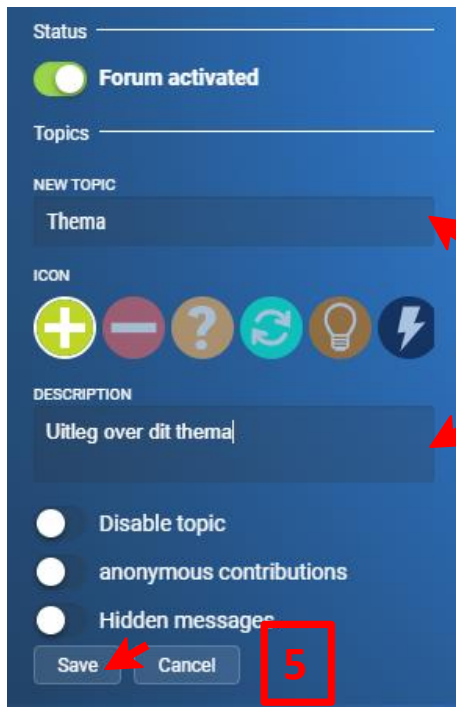 Status
Forum activated
Topics
NEW TOPIC
Thema
ICON
?
DESCRIPTION
Uitleg over dit thema
Disable topic
anonymous contributions
Hidden messages
Save Cancel 5